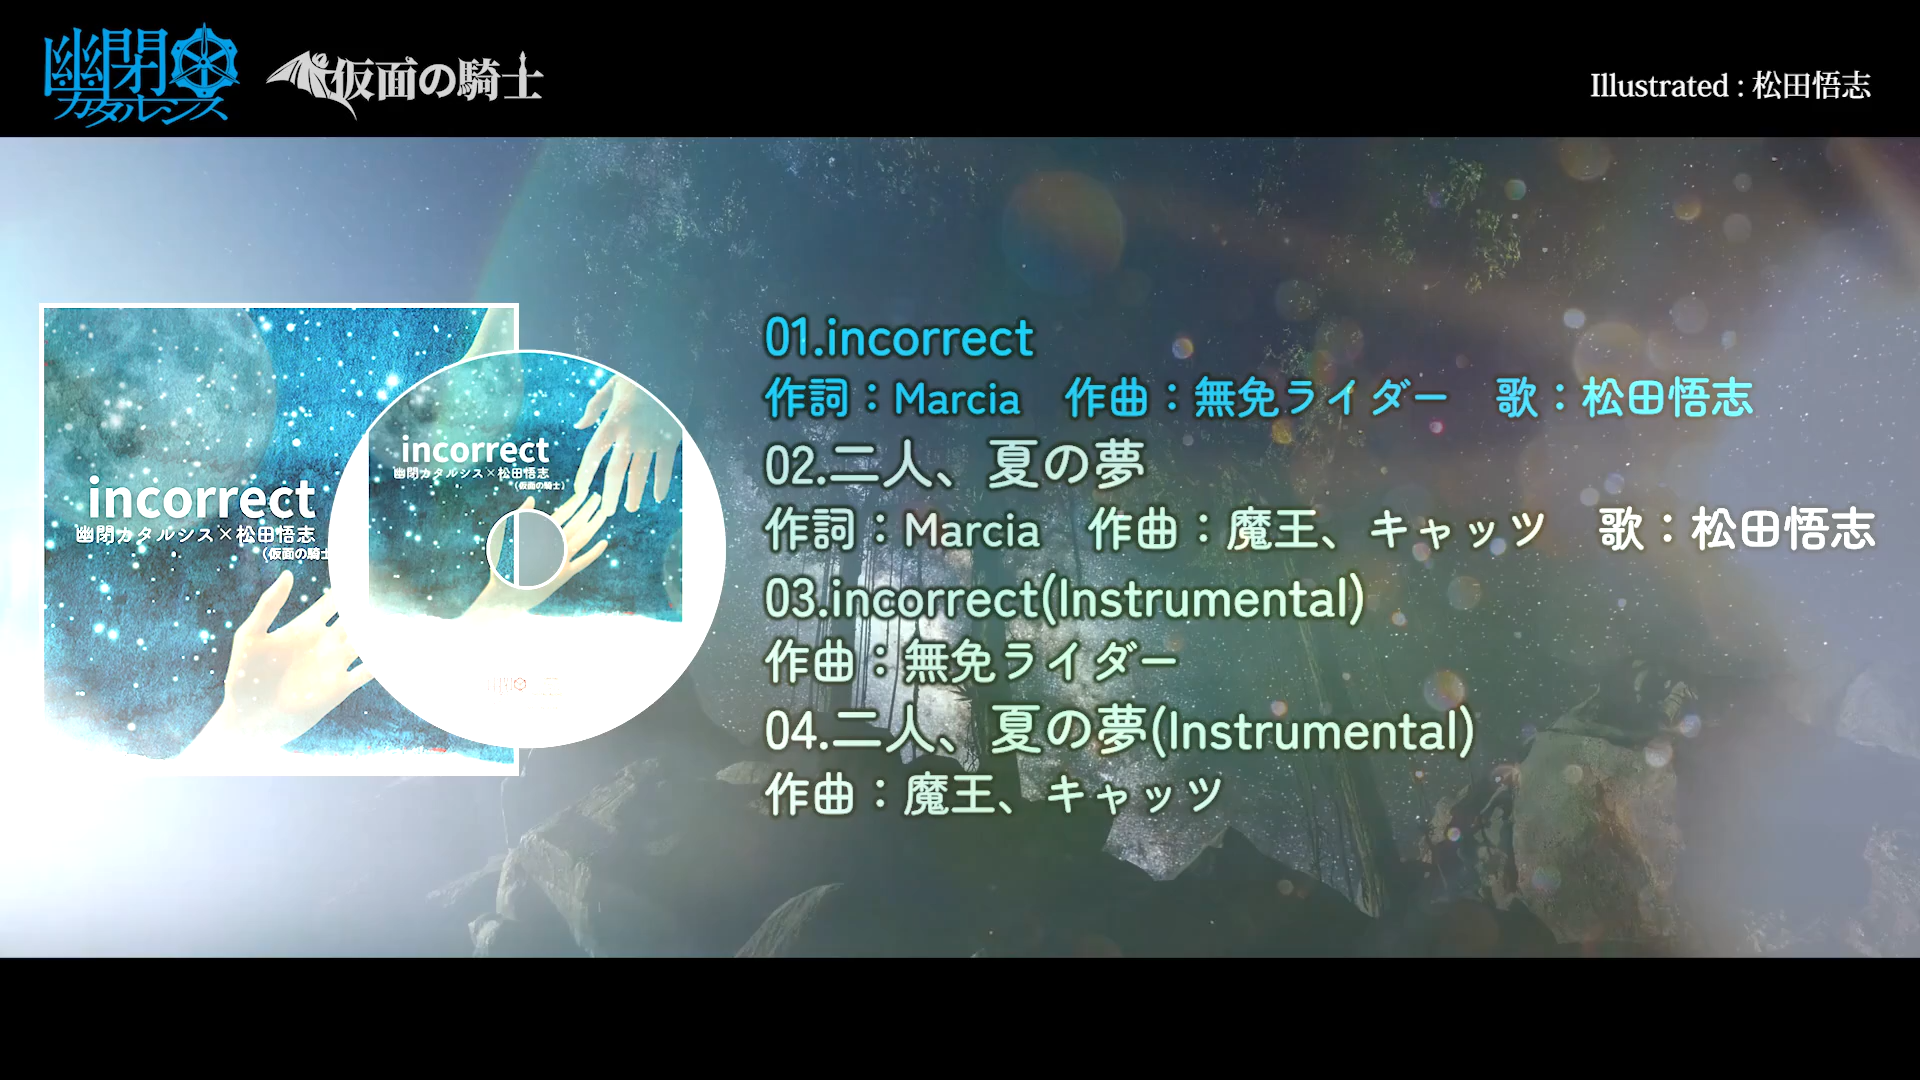 幽閉
カタルシス
仮面の騎士
Illustrated : 松田悟志
incorrect
幽閉カタルシス×松田悟志
(仮面の騎士
incorrect
幽閉カタルシス×松田悟志
(仮面の騎士)
01.incorrect
作詞：Marcia　作曲：無免ライダー　歌：松田悟志
02.二人、夏の夢
作詞：Marcia　作曲：魔王、キャッツ　歌：松田悟志
03.incorrect(Instrumental)
作曲：無免ライダー
04.二人、夏の夢(Instrumental)
作曲：魔王、キャッツ